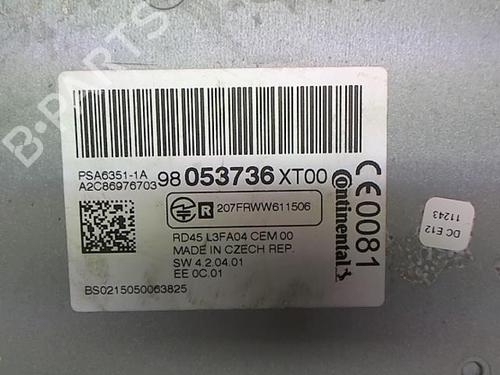 PSA6351-1A
A2C86976703
98 053736 XT00
R 207FRWW611506
RD45 L3FA04 CEM 00
MADE IN CZECH REP.
SW 4.2.04.01
EE 0C.01
BS0215050063825
Continental
CE0081
DC E12
11243
B-PARTS